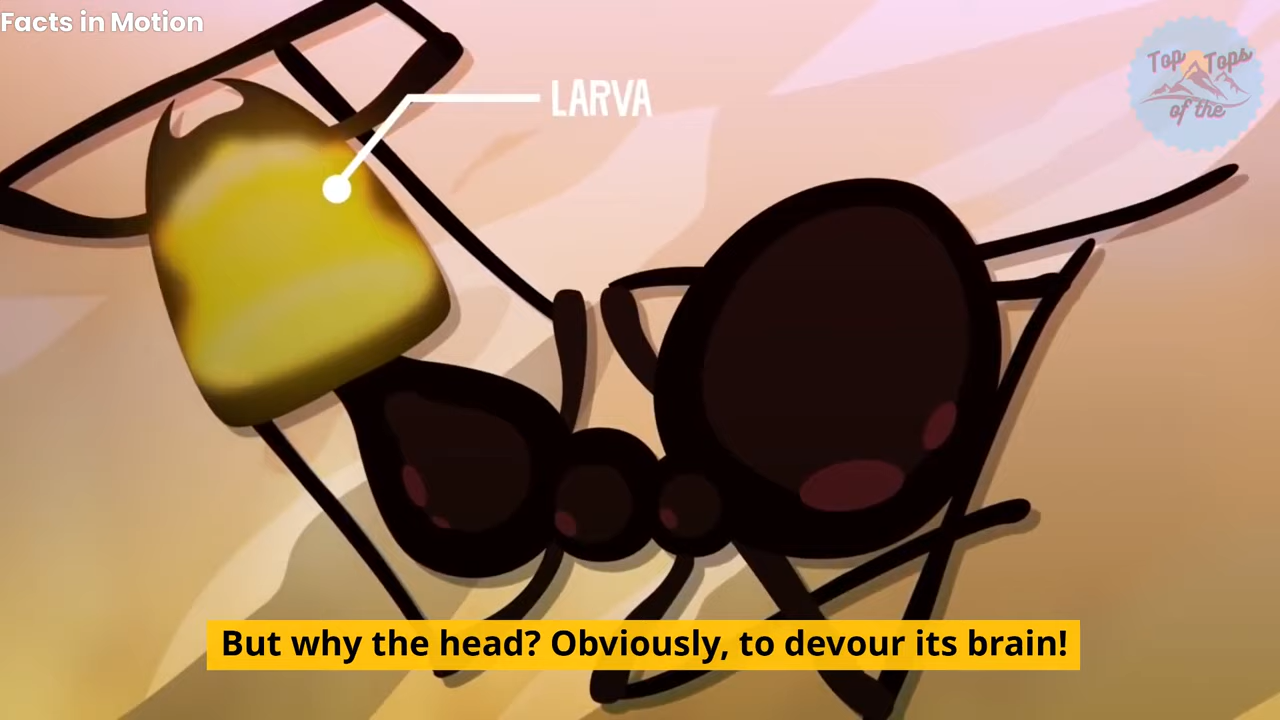 Facts in Motion
Top Tops
of the
LARVA
But why the head? Obviously, to devour its brain!